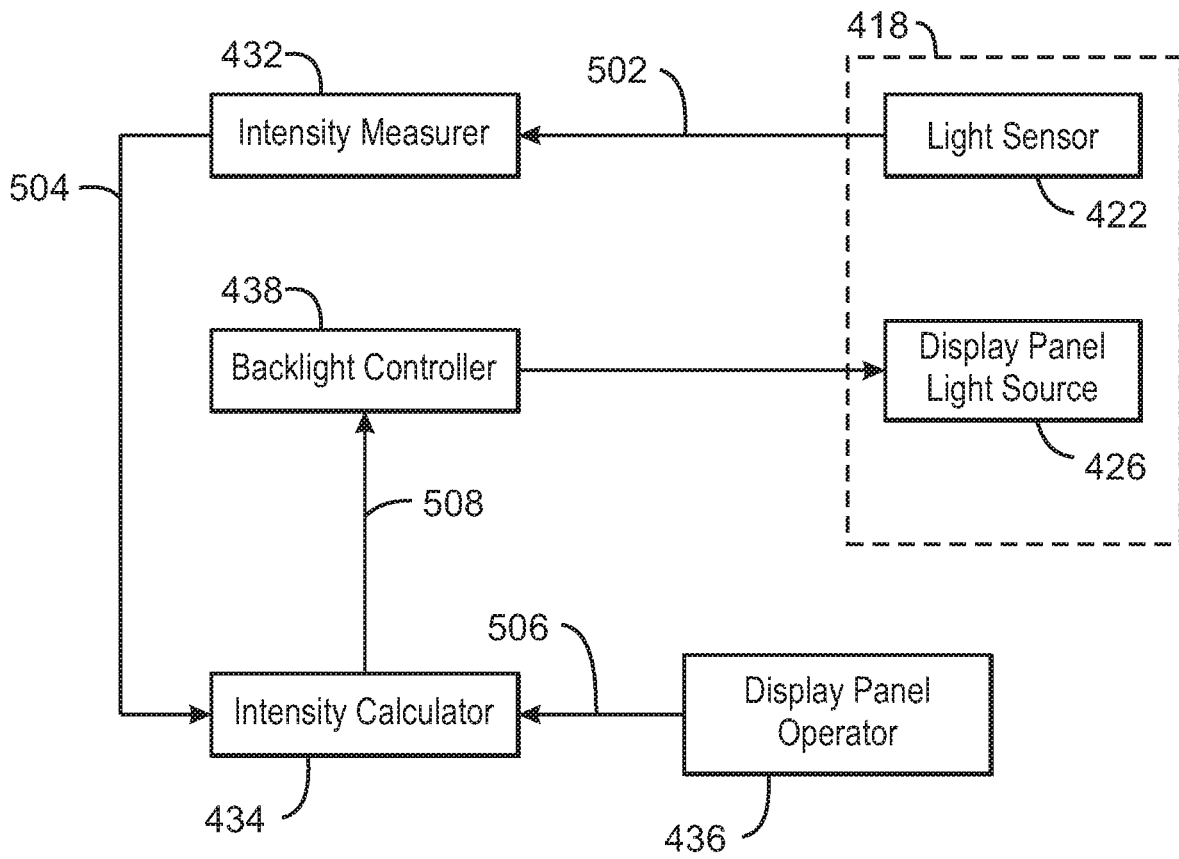 418
432
502
Intensity Measurer
Light Sensor
504
422
438
Backlight Controller
Display Panel
Light Source
426
508
506
Intensity Calculator
Display Panel
Operator
434
436